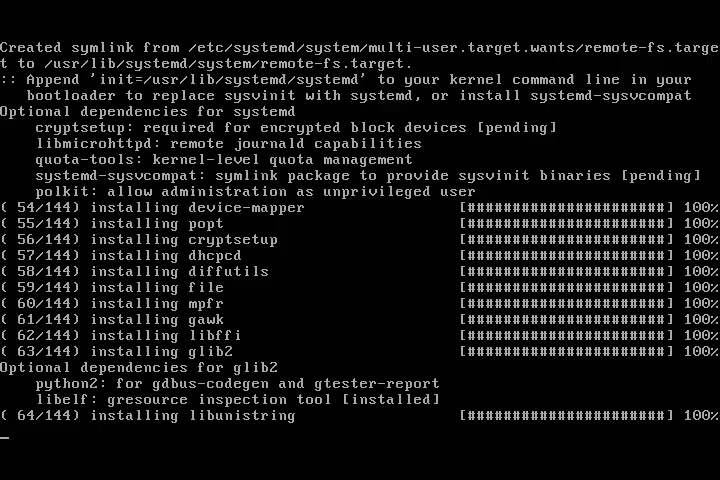 Created symlink from /etc/systemd/system/multi-user.target.wants/remote-fs.targe
t to /usr/lib/systemd/system/remote-fs.target.
:: Append 'init=/usr/lib/systemd/systemd' to your kernel command line in your
bootloader to replace sysvinit with systemd, or install systemd-sysvcompat
Optional dependencies for systemd
cryptsetup: required for encrypted block devices [pending]
libmicrohttpd: remote journald capabilities
quota-tools: kernel-level quota management
systemd-sysvcompat: symlink package to provide sysvinit binaries [pending]
polkit: allow administration as unprivileged user
( 54/144) installing device-mapper [######################] 100%
( 55/144) installing popt [######################] 100%
( 56/144) installing cryptsetup [######################] 100%
( 57/144) installing dhcpcd [######################] 100%
( 58/144) installing diffutils [######################] 100%
( 59/144) installing file [######################] 100%
( 60/144) installing mpfr [######################] 100%
( 61/144) installing gawk [######################] 100%
( 62/144) installing libffi [######################] 100%
( 63/144) installing glib2 [######################] 100%
Optional dependencies for glib2
python2: for gdbus-codegen and gtester-report
libelf: gresource inspection tool [installed]
( 64/144) installing libunistring [######################] 100%
_